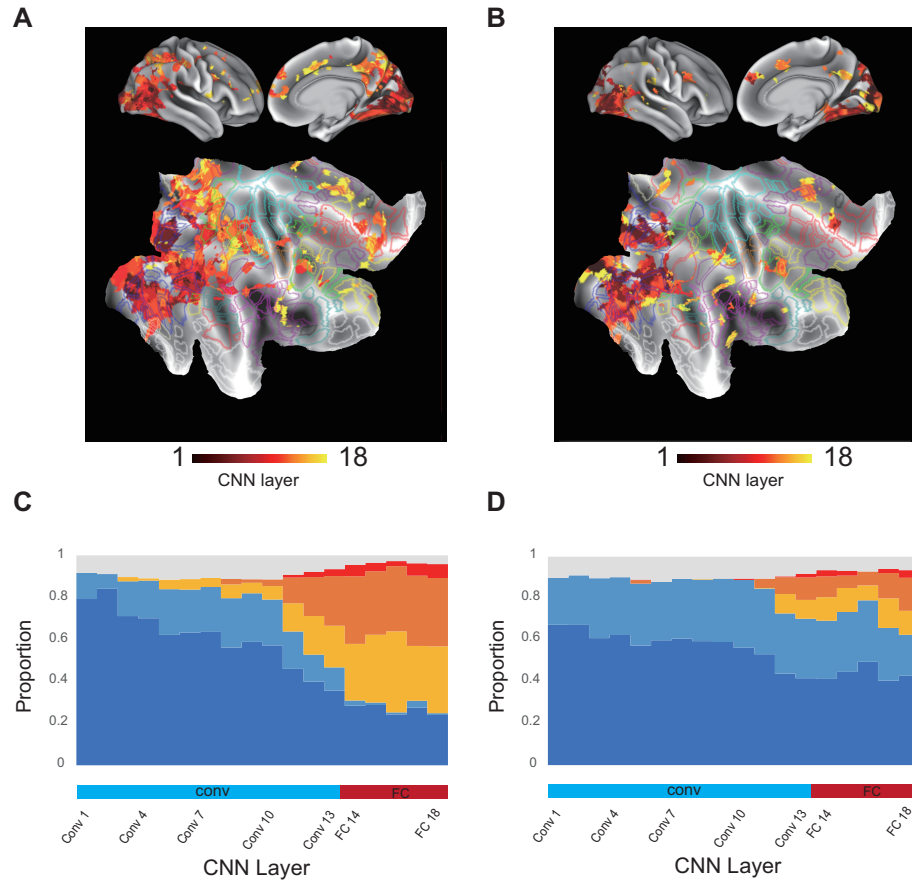 A
B
1 18
CNN layer
1 18
CNN layer
C
D
Proportion
1
0.8
0.6
0.4
0.2
0
conv FC
Conv 1 Conv 4 Conv 7 Conv 10 Conv 13 FC 14 FC 18
CNN Layer
Proportion
1
0.8
0.6
0.4
0.2
0
conv FC
Conv 1 Conv 4 Conv 7 Conv 10 Conv 13 FC 14 FC 18
CNN Layer